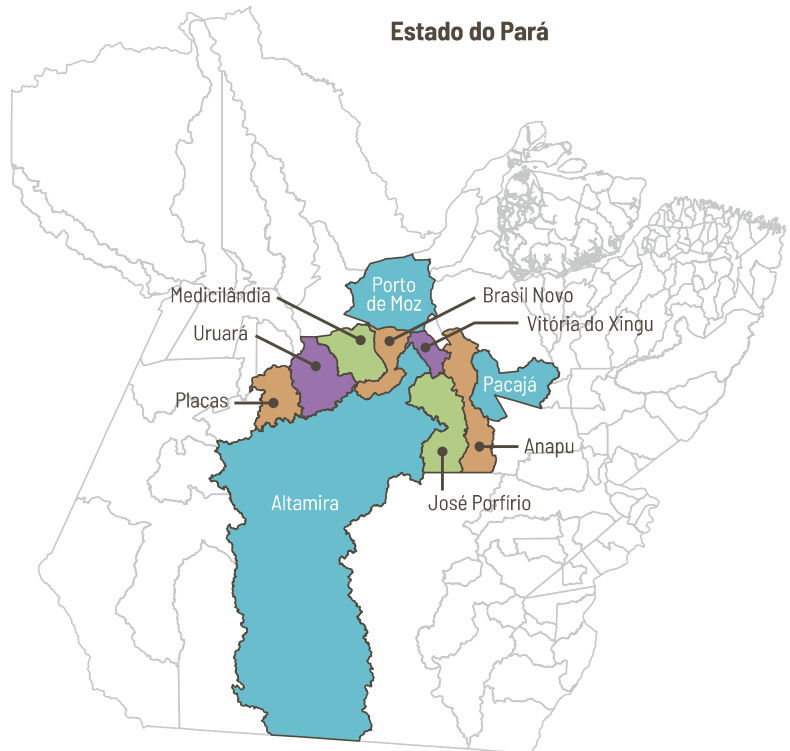 Estado do Pará
Porto
de Moz
Medicilândia
Brasil Novo
Vitória do Xingu
Uruará
Pacajá
Placas
Anapu
Altamira
José Porfírio